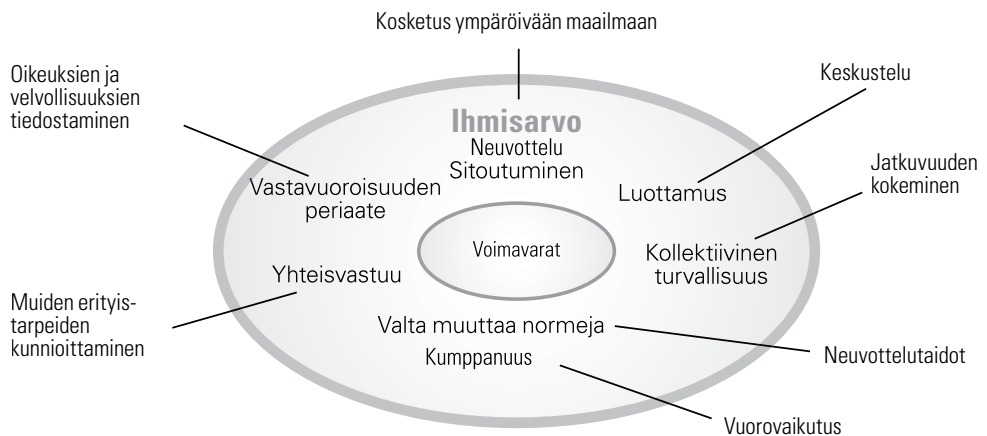 Kosketus ympäröivään maailmaan
Oikeuksien ja
velvollisuuksien
tiedostaminen
Keskustelu
Ihmisarvo
Neuvottelu
Sitoutuminen
Jatkuvuuden
kokeminen
Vastavuoroisuuden
periaate
Luottamus
Voimavarat
Kollektiivinen
turvallisuus
Yhteisvastuu
Muiden erityis-
tarpeiden
kunnioittaminen
Valta muuttaa normeja
Kumppanuus
Neuvottelutaidot
Vuorovaikutus